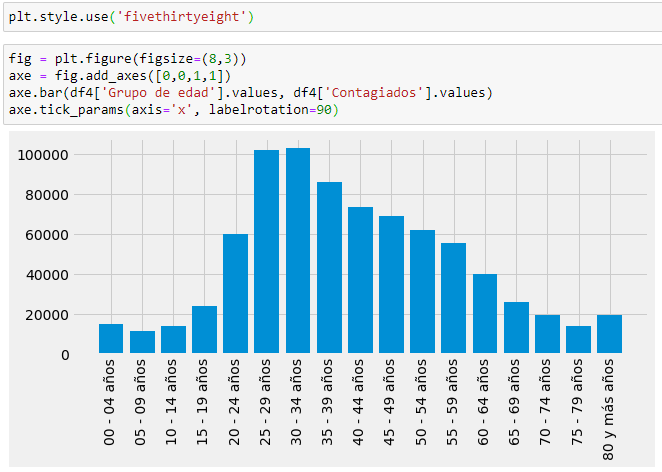 plt.style.use('fivethirtyeight')
fig = plt.figure(figsize=(8,3))
axe = fig.add_axes([0,0,1,1])
axe.bar(df4['Grupo de edad'].values, df4['Contagiados'].values)
axe.tick_params(axis='x', labelrotation=90)
100000
80000
60000
40000
20000
0
00 - 04 años
05 - 09 años
10 - 14 años
15 - 19 años
20 - 24 años
25 - 29 años
30 - 34 años
35 - 39 años
40 - 44 años
45 - 49 años
50 - 54 años
55 - 59 años
60 - 64 años
65 - 69 años
70 - 74 años
75 - 79 años
80 y más años